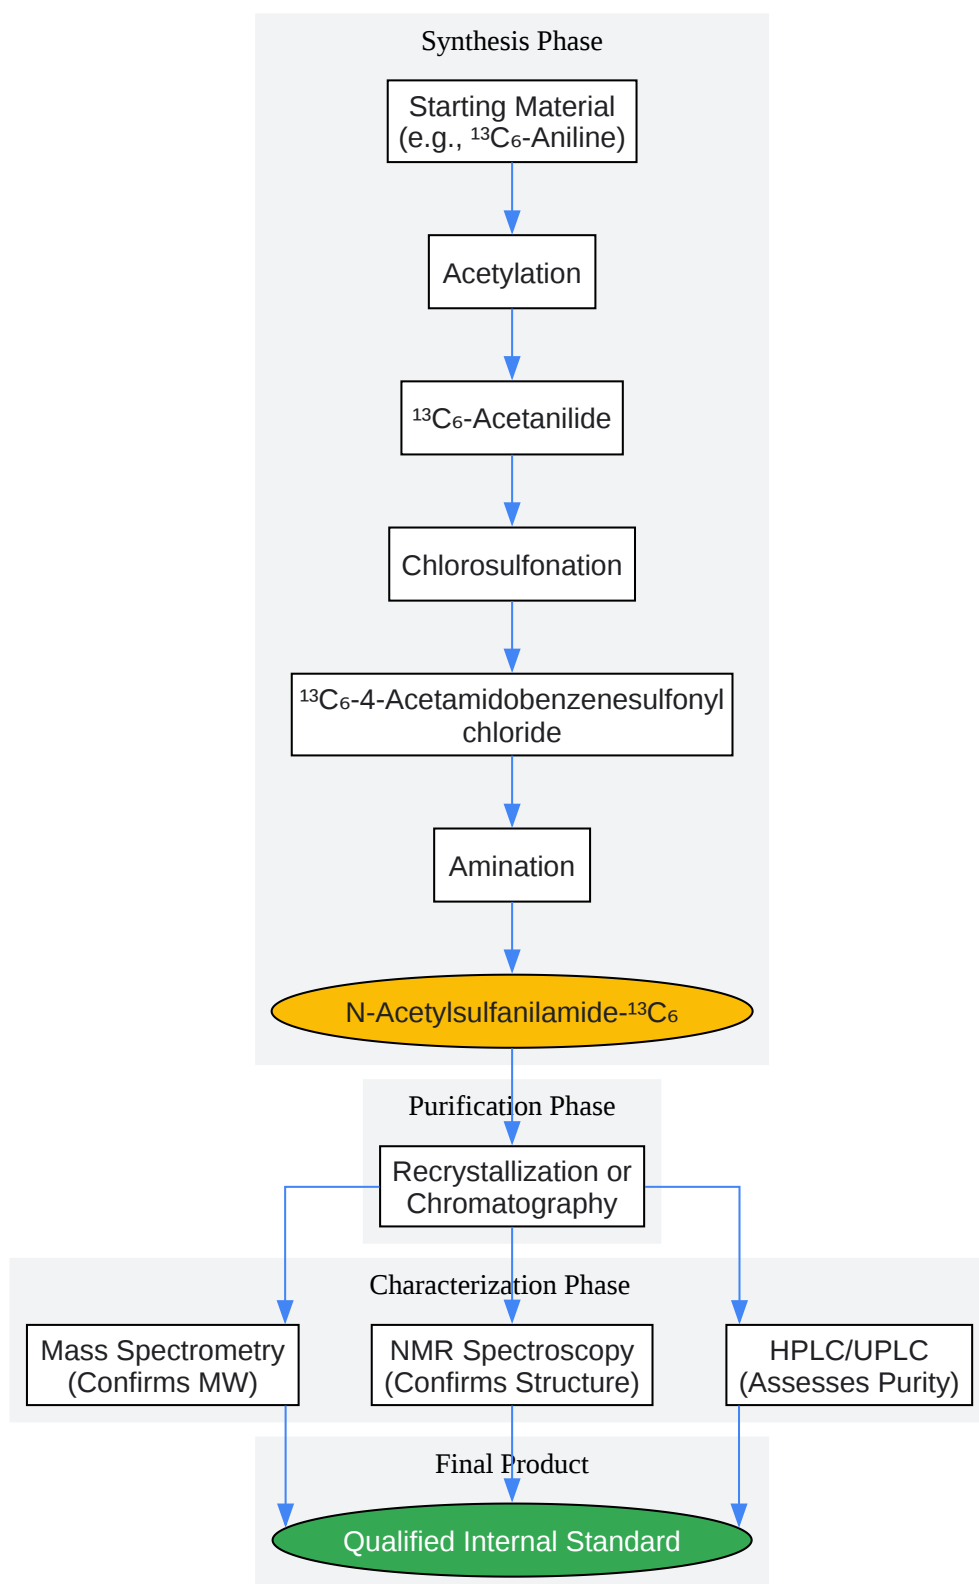 Synthesis Phase
Starting Material
(e.g., ¹³C₆-Aniline)
Acetylation
¹³C₆-Acetanilide
Chlorosulfonation
¹³C₆-4-Acetamidobenzenesulfonyl
chloride
Amination
N-Acetylsulfanilamide-¹³C₆
Purification Phase
Recrystallization or
Chromatography
Characterization Phase
Mass Spectrometry
(Confirms MW)
NMR Spectroscopy
(Confirms Structure)
HPLC/UPLC
(Assesses Purity)
Final Product
Qualified Internal Standard